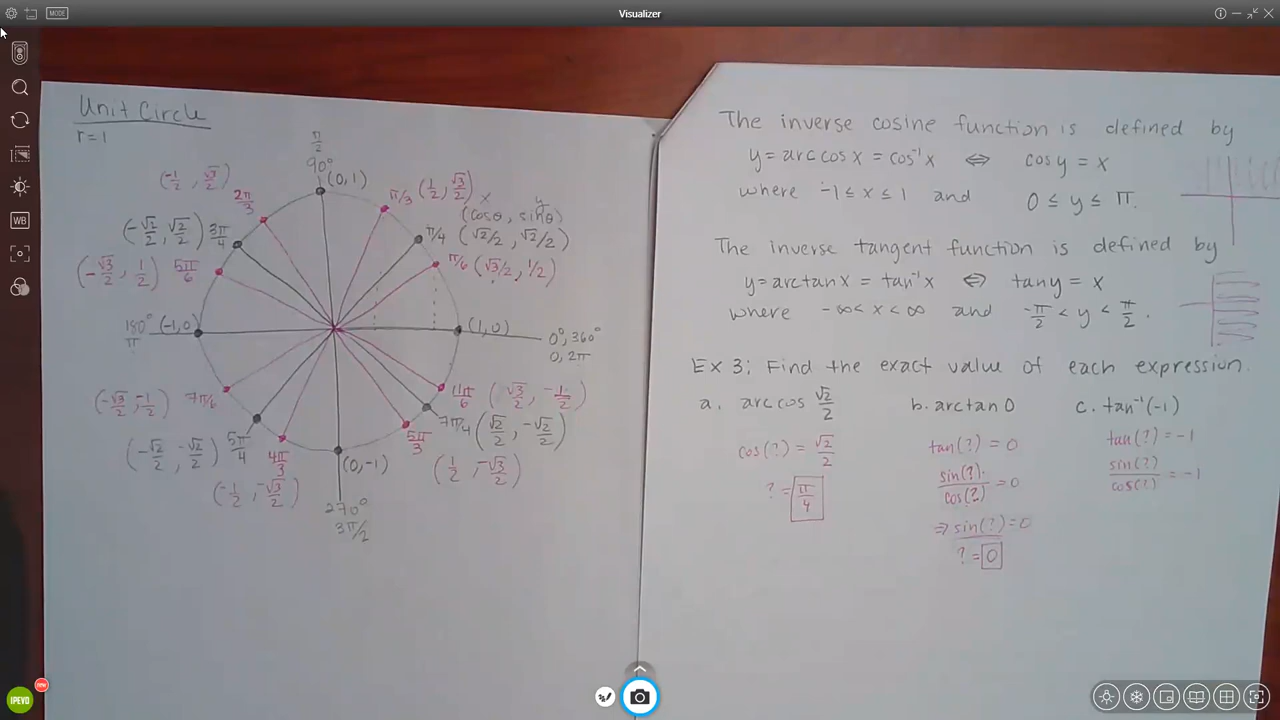 MODE
Visualizer
Unit Circle
r=1
π/2
90°
(0,1)
(-1/2, √3/2)
2π/3
π/3 (1/2, √3/2)
x y
(cosθ, sinθ)
(-√2/2, √2/2) 3π/4
π/4 (√2/2, √2/2)
(-√3/2, 1/2) 5π/6
π/6 (√3/2, 1/2)
180° (-1,0)
π
(1,0)
0°, 360°
0, 2π
(-√3/2, -1/2) 7π/6
11π/6 (√3/2, -1/2)
(-√2/2, -√2/2) 5π/4
7π/4 (√2/2, -√2/2)
4π/3
(-1/2, -√3/2)
5π/3
(1/2, -√3/2)
(0,-1)
270°
3π/2
The inverse cosine function is defined by
y = arccos x = cos⁻¹x ⇔ cos y = x
where -1 ≤ x ≤ 1 and 0 ≤ y ≤ π.
The inverse tangent function is defined by
y = arctan x = tan⁻¹x ⇔ tan y = x
where -∞ < x < ∞ and -π/2 < y < π/2.
Ex 3: Find the exact value of each expression.
a. arccos √2/2
cos(?) = √2/2
? = π/4
b. arctan 0
tan(?) = 0
sin(?)/cos(?) = 0
⇒ sin(?) = 0
? = 0
c. tan⁻¹(-1)
tan(?) = -1
sin(?)/cos(?) = -1
IPEVO
new
WB